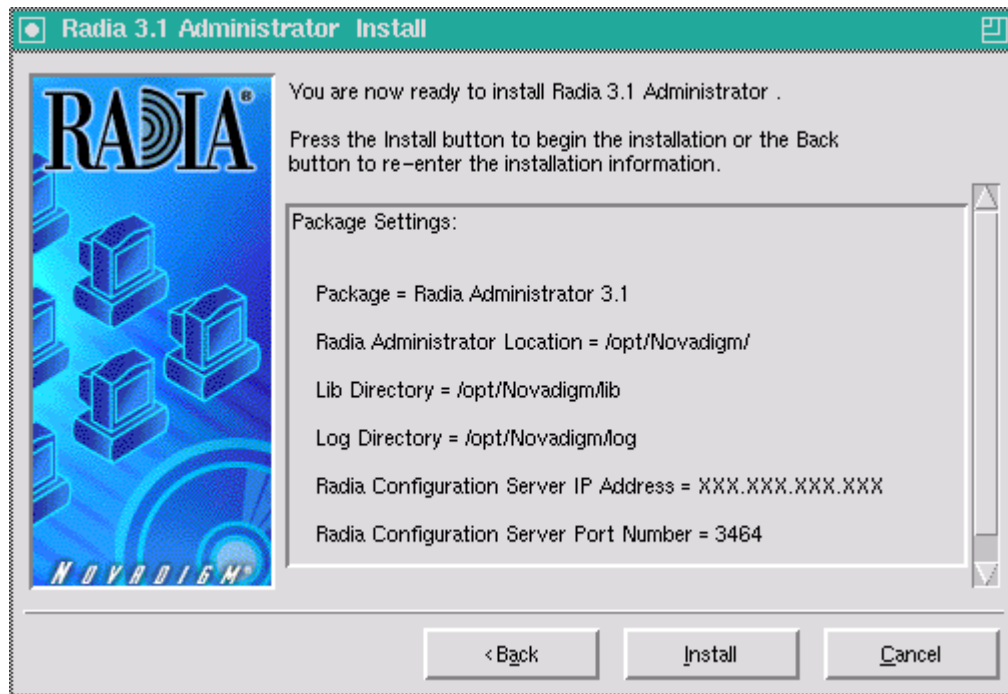 Radia 3.1 Administrator Install
RADIA®
You are now ready to install Radia 3.1 Administrator .
Press the Install button to begin the installation or the Back
button to re-enter the installation information.
Package Settings:
Package = Radia Administrator 3.1
Radia Administrator Location = /opt/Novadigm/
Lib Directory = /opt/Novadigm/lib
Log Directory = /opt/Novadigm/log
Radia Configuration Server IP Address = XXX.XXX.XXX.XXX
Radia Configuration Server Port Number = 3464
NOVADIGM®
<Back
Install
Cancel